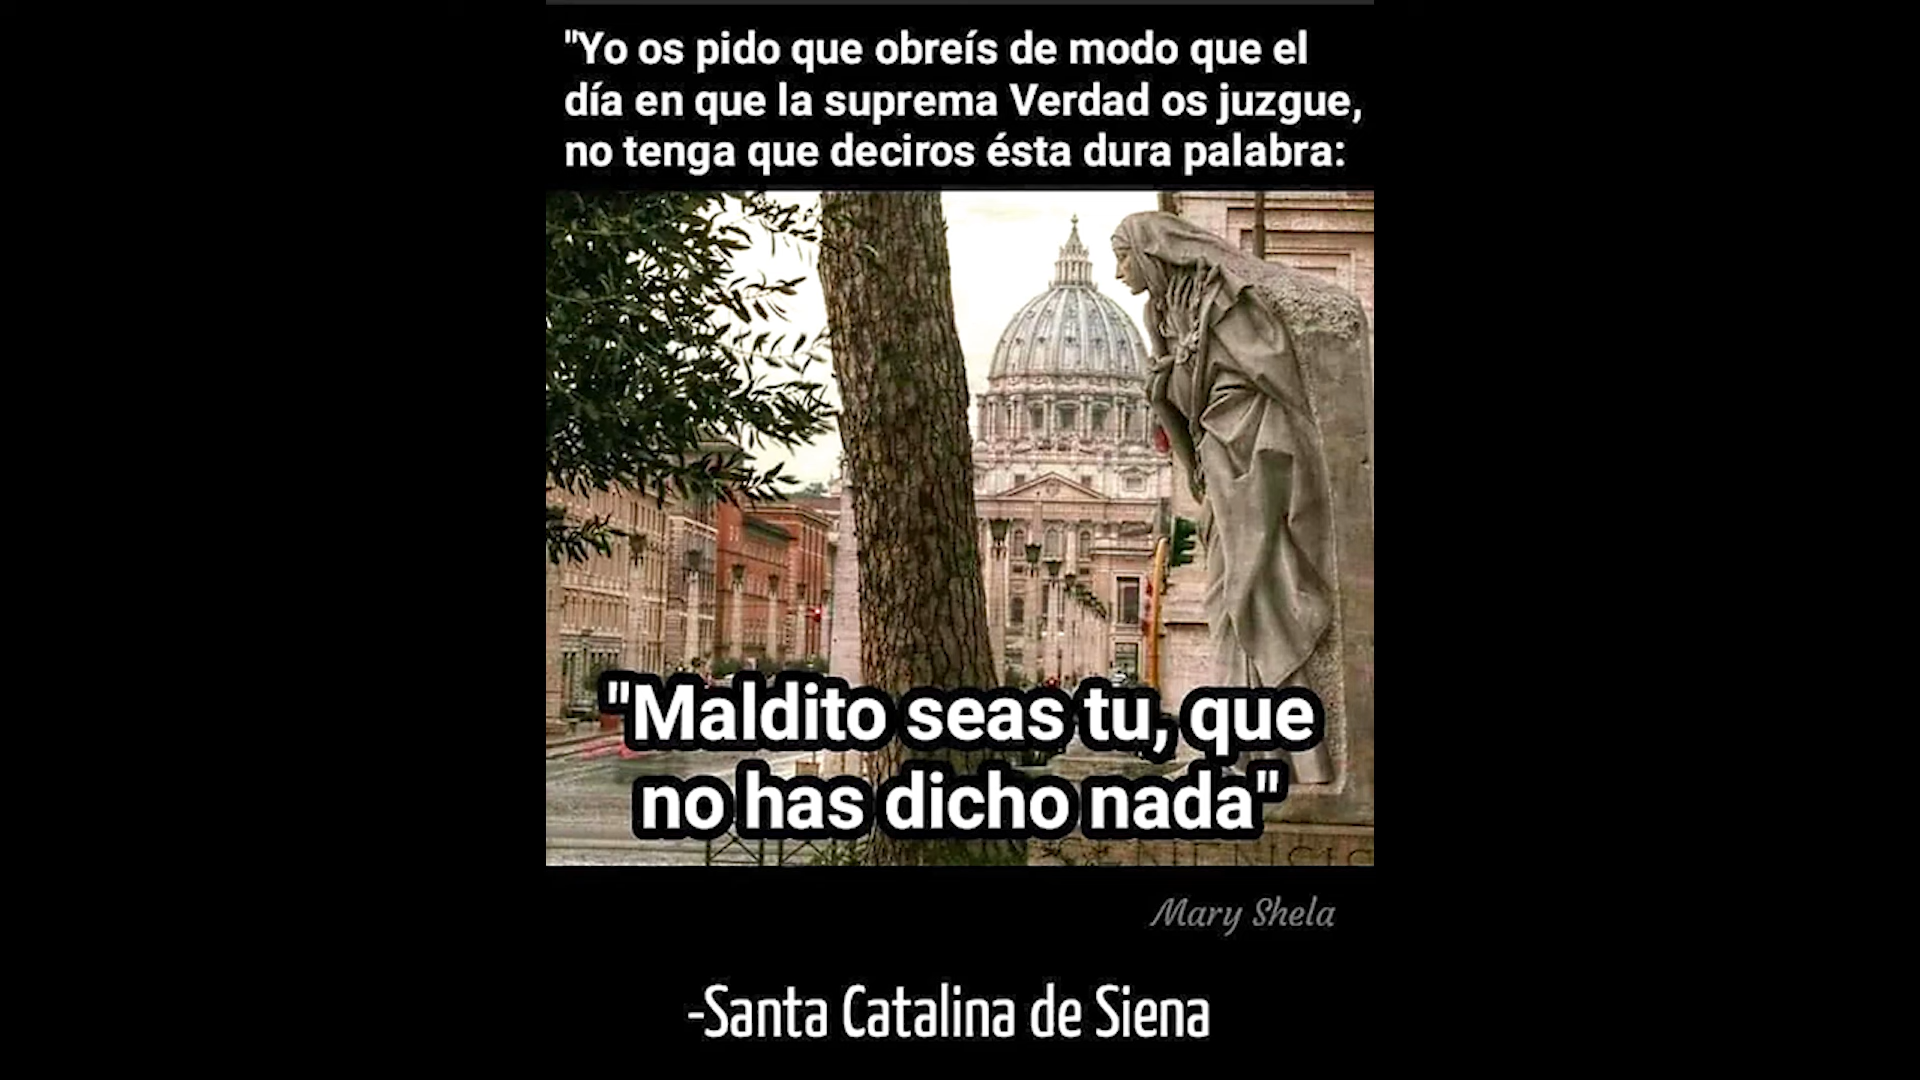 "Yo os pido que obreís de modo que el
día en que la suprema Verdad os juzgue,
no tenga que deciros ésta dura palabra:
"Maldito seas tu, que
no has dicho nada"
Mary Shela
-Santa Catalina de Siena